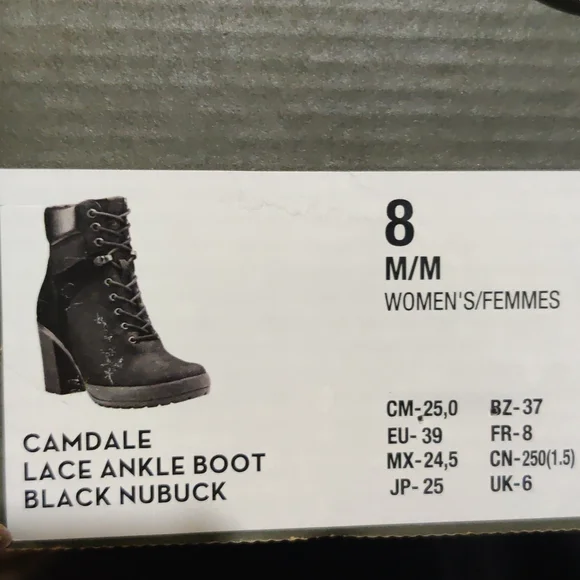 8
M/M
WOMEN'S/FEMMES
CAMDALE
LACE ANKLE BOOT
BLACK NUBUCK
CM-25,0 BZ-37
EU-39 FR-8
MX-24,5 CN-250(1.5)
JP-25 UK-6